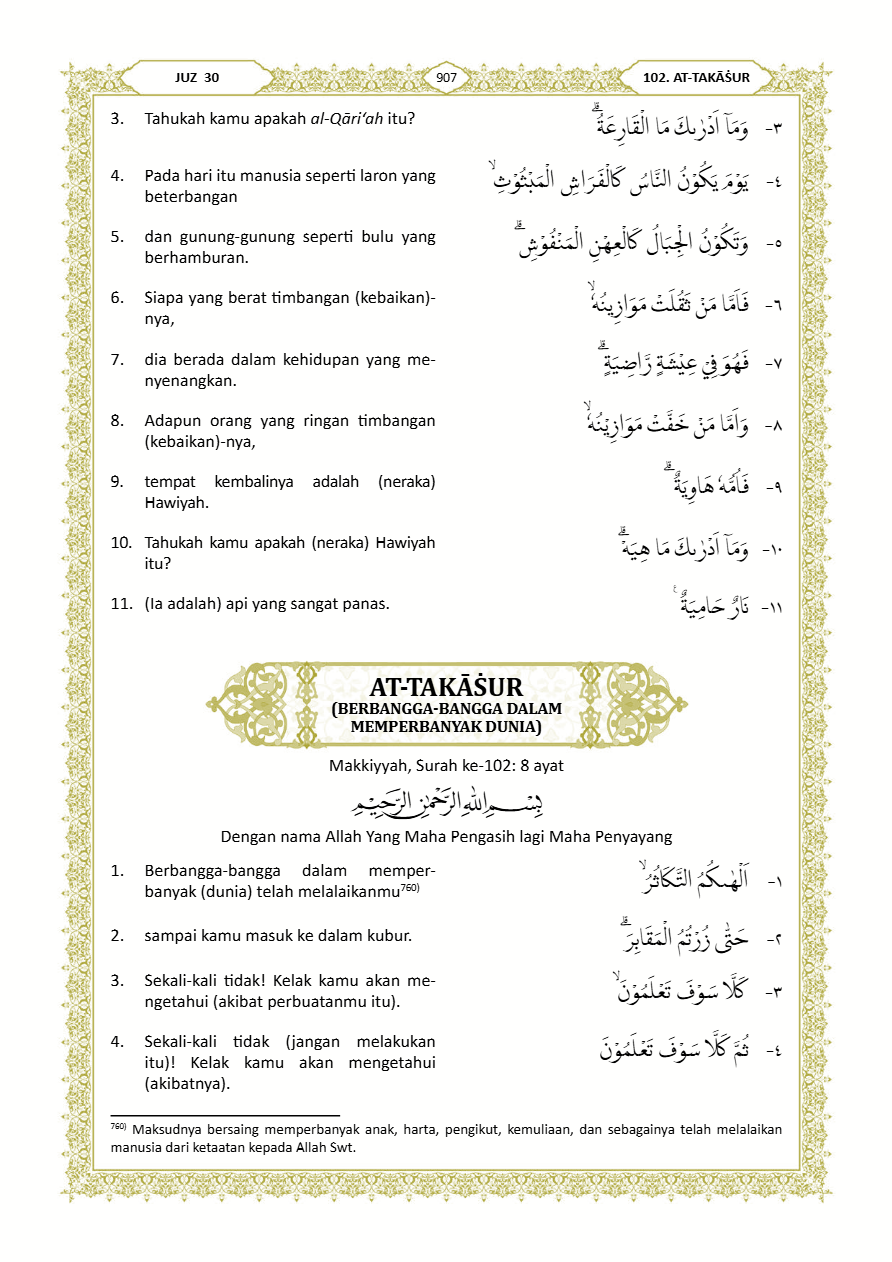 JUZ 30
907
102. AT-TAKĀṠUR
3. Tahukah kamu apakah al-Qāri‘ah itu?
وَمَآ اَدْرٰىكَ مَا الْقَارِعَةُ ۗ -٣
4. Pada hari itu manusia seperti laron yang
beterbangan
يَوْمَ يَكُوْنُ النَّاسُ كَالْفَرَاشِ الْمَبْثُوْثِۙ -٤
5. dan gunung-gunung seperti bulu yang
berhamburan.
وَتَكُوْنُ الْجِبَالُ كَالْعِهْنِ الْمَنْفُوْشِۗ -٥
6. Siapa yang berat timbangan (kebaikan)-
nya,
فَاَمَّا مَنْ ثَقُلَتْ مَوَازِينُهٗۙ -٦
7. dia berada dalam kehidupan yang me-
nyenangkan.
فَهُوَ فِيْ عِيْشَةٍ رَّاضِيَةٍۗ -٧
8. Adapun orang yang ringan timbangan
(kebaikan)-nya,
وَاَمَّا مَنْ خَفَّتْ مَوَازِيْنُهٗۙ -٨
9. tempat kembalinya adalah (neraka)
Hawiyah.
فَاُمُّهٗ هَاوِيَةٌۗ -٩
10. Tahukah kamu apakah (neraka) Hawiyah
itu?
وَمَآ اَدْرٰىكَ مَا هِيَهْۗ -١٠
11. (Ia adalah) api yang sangat panas.
نَارٌ حَامِيَةٌ ࣖ -١١
AT-TAKĀṠUR
(BERBANGGA-BANGGA DALAM
MEMPERBANYAK DUNIA)
Makkiyyah, Surah ke-102: 8 ayat
بِسْمِ اللّٰهِ الرَّحْمٰنِ الرَّحِيْمِ
Dengan nama Allah Yang Maha Pengasih lagi Maha Penyayang
1. Berbangga-bangga dalam memper-
banyak (dunia) telah melalaikanmu⁷⁶⁰⁾
اَلْهٰىكُمُ التَّكَاثُرُۙ -١
2. sampai kamu masuk ke dalam kubur.
حَتّٰى زُرْتُمُ الْمَقَابِرَۗ -٢
3. Sekali-kali tidak! Kelak kamu akan me-
ngetahui (akibat perbuatanmu itu).
كَلَّا سَوْفَ تَعْلَمُوْنَۙ -٣
4. Sekali-kali tidak (jangan melakukan
itu)! Kelak kamu akan mengetahui
(akibatnya).
ثُمَّ كَلَّا سَوْفَ تَعْلَمُوْنَ -٤
⁷⁶⁰⁾ Maksudnya bersaing memperbanyak anak, harta, pengikut, kemuliaan, dan sebagainya telah melalaikan
manusia dari ketaatan kepada Allah Swt.